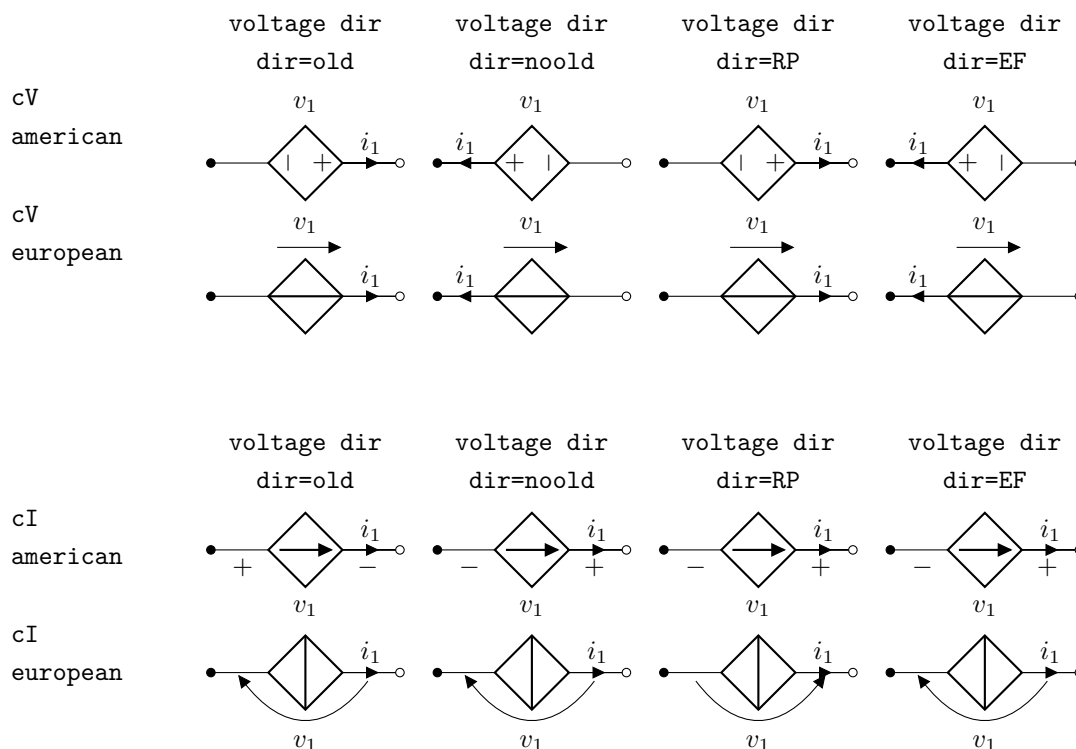 voltage dir voltage dir voltage dir voltage dir
dir=old dir=noold dir=RP dir=EF
cV v1 v1 v1 v1
american − + i1 i1 + − − + i1 i1 + −
cV v1 v1 v1 v1
european i1 i1 i1 i1
voltage dir voltage dir voltage dir voltage dir
dir=old dir=noold dir=RP dir=EF
cI i1 i1 i1 i1
american + − − + − + − +
v1 v1 v1 v1
cI i1 i1 i1 i1
european
v1 v1 v1 v1